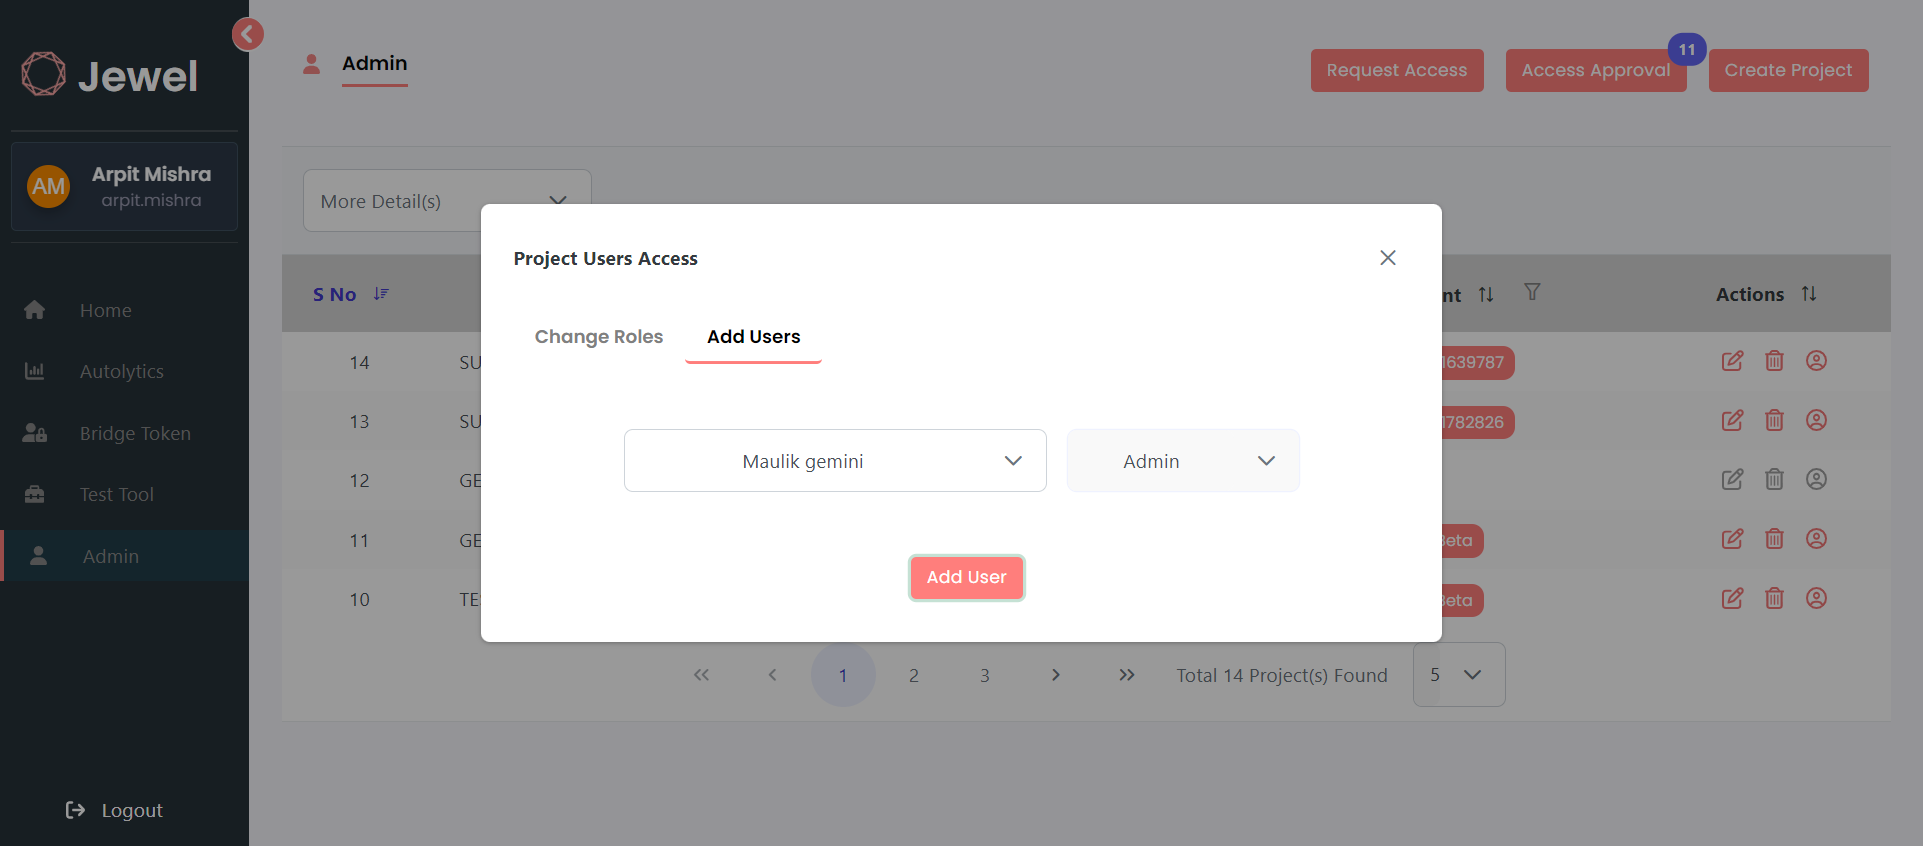 Jewel
AM
Arpit Mishra
arpit.mishra
Home
Autolytics
Bridge Token
Test Tool
Admin
Logout
Admin
Request Access
Access Approval
11
Create Project
More Detail(s)
S No
nt
Actions
14
SU
1639787
13
SU
1782826
12
GE
11
GE
Beta
10
TE
Beta
Project Users Access
Change Roles
Add Users
Maulik gemini
Admin
Add User
1
2
3
Total 14 Project(s) Found
5